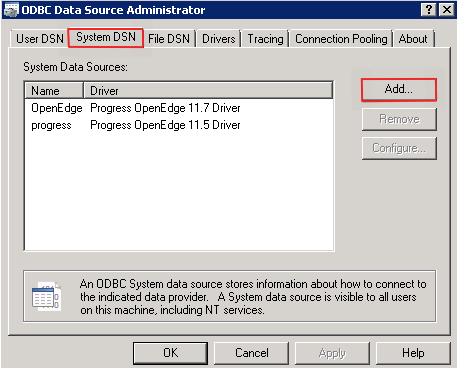 ODBC Data Source Administrator
User DSN System DSN File DSN Drivers Tracing Connection Pooling About
System Data Sources:
Name Driver
OpenEdge Progress OpenEdge 11.7 Driver
progress Progress OpenEdge 11.5 Driver
Add...
Remove
Configure...
An ODBC System data source stores information about how to connect to
the indicated data provider. A System data source is visible to all users
on this machine, including NT services.
OK Cancel Apply Help